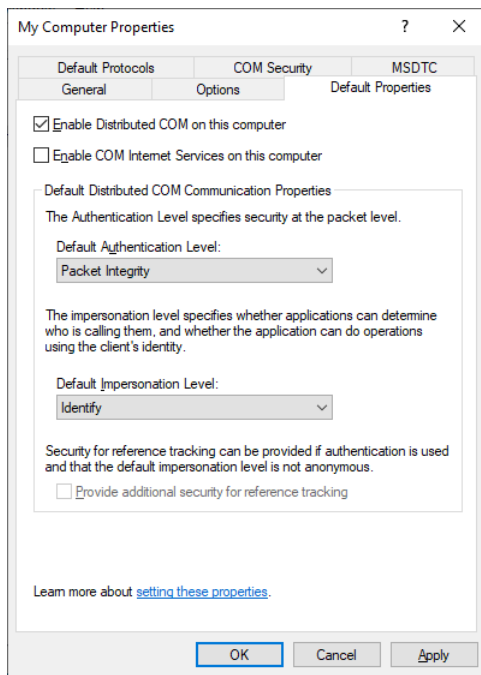 My Computer Properties
? ×
Default Protocols COM Security MSDTC
General Options Default Properties
Enable Distributed COM on this computer
Enable COM Internet Services on this computer
Default Distributed COM Communication Properties
The Authentication Level specifies security at the packet level.
Default Authentication Level:
Packet Integrity
The impersonation level specifies whether applications can determine
who is calling them, and whether the application can do operations
using the client's identity.
Default Impersonation Level:
Identify
Security for reference tracking can be provided if authentication is used
and that the default impersonation level is not anonymous.
Provide additional security for reference tracking
Learn more about setting these properties.
OK Cancel Apply